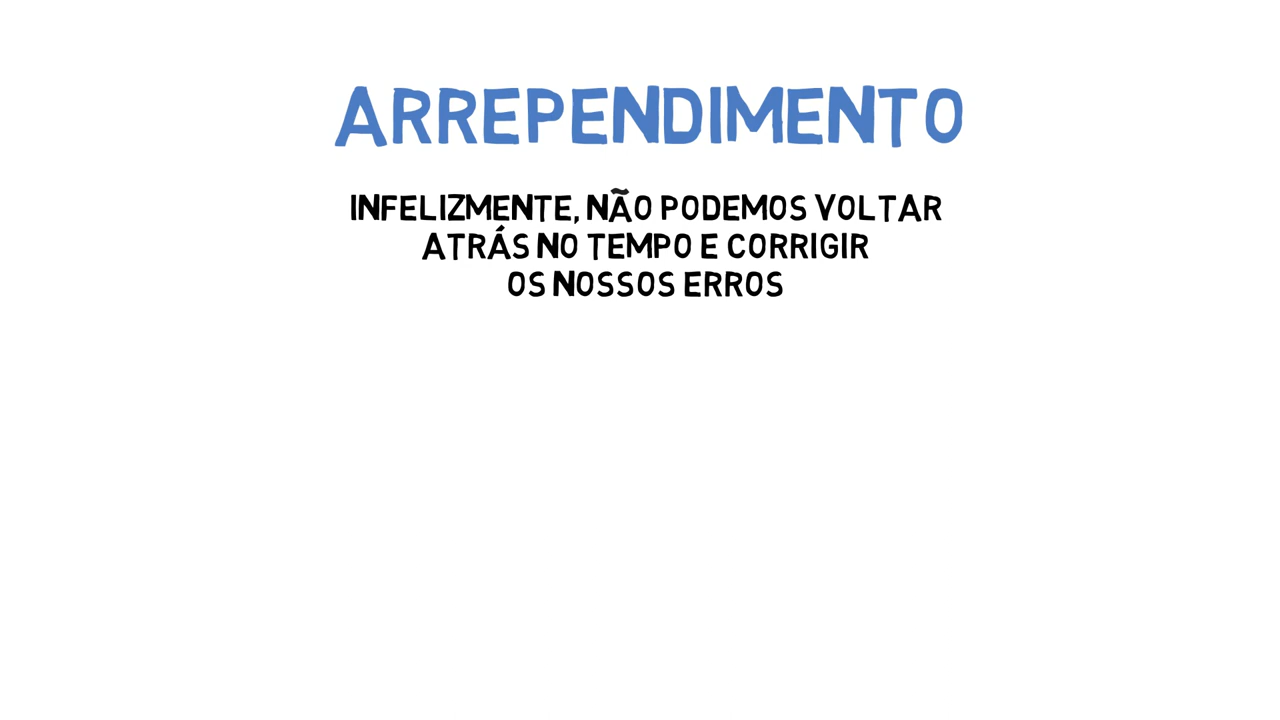 ARREPENDIMENTO
INFELIZMENTE, NÃO PODEMOS VOLTAR
ATRÁS NO TEMPO E CORRIGIR
OS NOSSOS ERROS